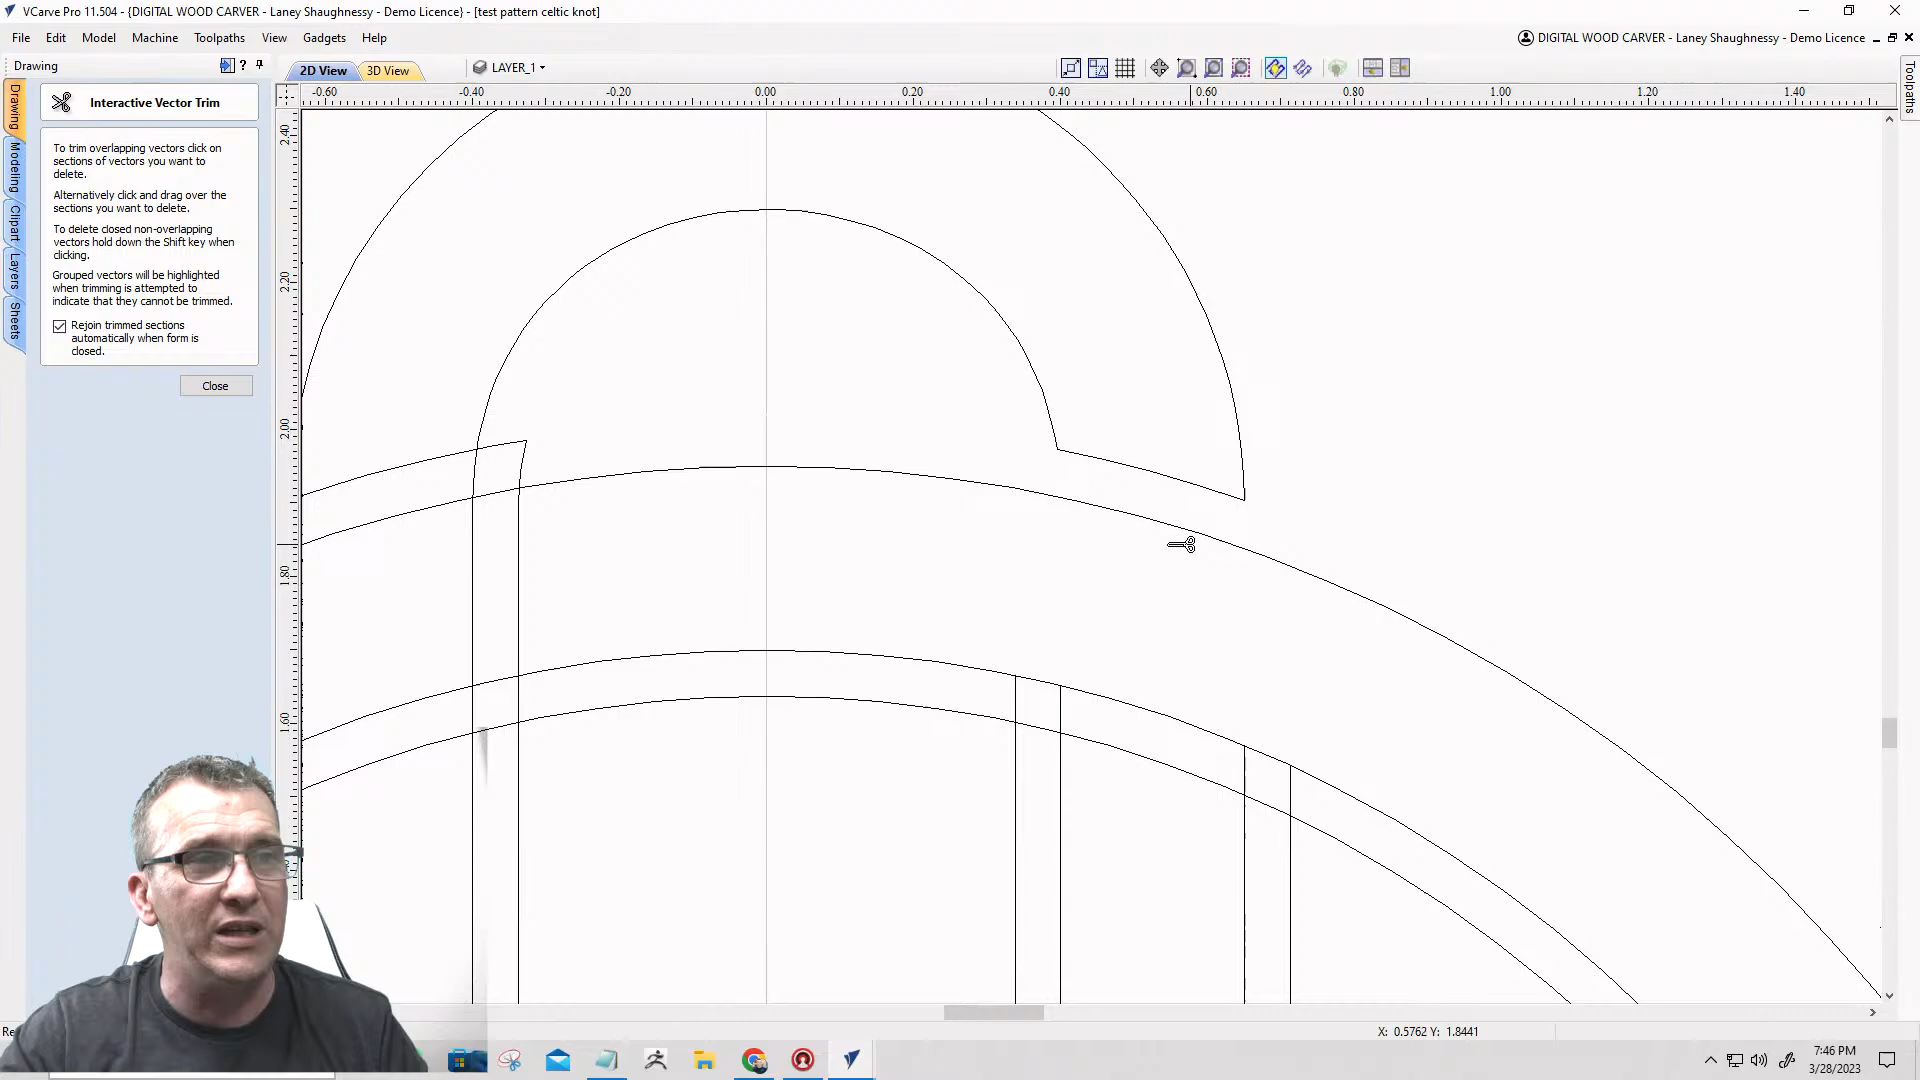 VCarve Pro 11.504 - {DIGITAL WOOD CARVER - Laney Shaughnessy - Demo Licence} - [test pattern celtic knot]
File Edit Model Machine Toolpaths View Gadgets Help
DIGITAL WOOD CARVER - Laney Shaughnessy - Demo Licence
Drawing
2D View
3D View
LAYER_1
Toolpaths
Drawing
Modeling
Clipart
Layers
Sheets
Interactive Vector Trim
To trim overlapping vectors click on
sections of vectors you want to
delete.
Alternatively click and drag over the
sections you want to delete.
To delete closed non-overlapping
vectors hold down the Shift key when
clicking.
Grouped vectors will be highlighted
when trimming is attempted to
indicate that they cannot be trimmed.
Rejoin trimmed sections
automatically when form is
closed.
Close
-0.60 -0.40 -0.20 0.00 0.20 0.40 0.60 0.80 1.00 1.20 1.40
2.40
2.20
2.00
1.80
1.60
X: 0.5762 Y: 1.8441
7:46 PM
3/28/2023